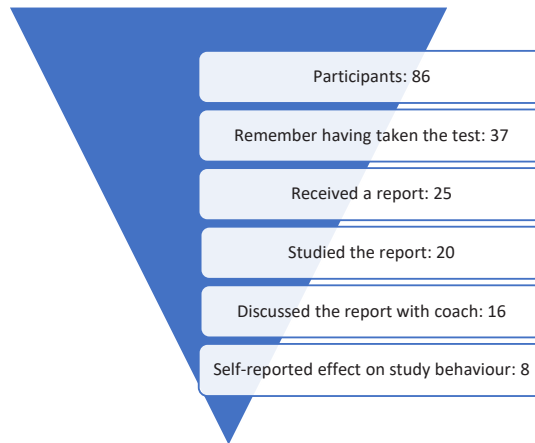 Participants: 86
Remember having taken the test: 37
Received a report: 25
Studied the report: 20
Discussed the report with coach: 16
Self-reported effect on study behaviour: 8